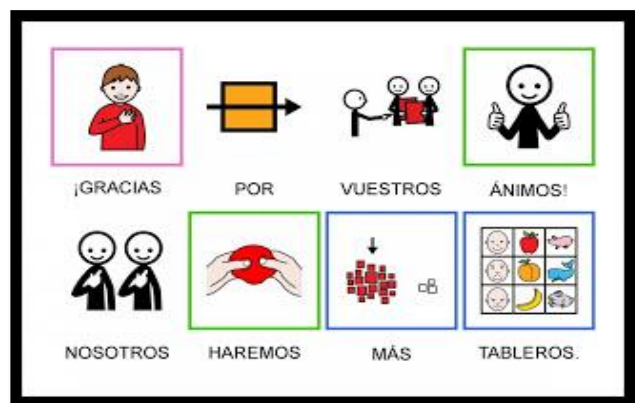 ¡GRACIAS POR VUESTROS ÁNIMOS!
NOSOTROS HAREMOS MÁS TABLEROS.